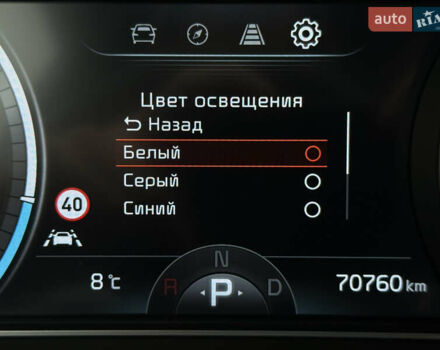 auto RIA
Цвет освещения
Назад
Белый
Серый
Синий
40
N
8°c R P D 70760 km